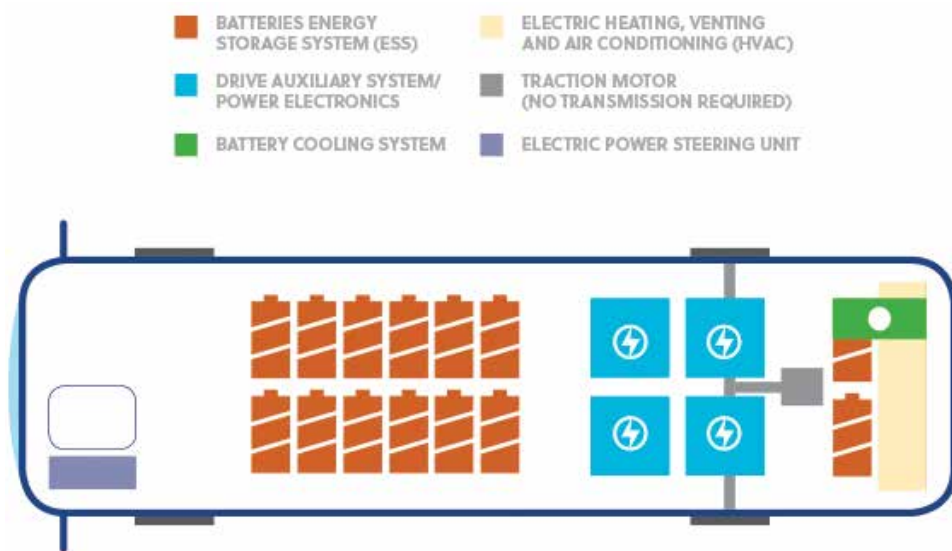 BATTERIES ENERGY
STORAGE SYSTEM (ESS)
ELECTRIC HEATING, VENTING
AND AIR CONDITIONING (HVAC)
DRIVE AUXILIARY SYSTEM/
POWER ELECTRONICS
TRACTION MOTOR
(NO TRANSMISSION REQUIRED)
BATTERY COOLING SYSTEM
ELECTRIC POWER STEERING UNIT